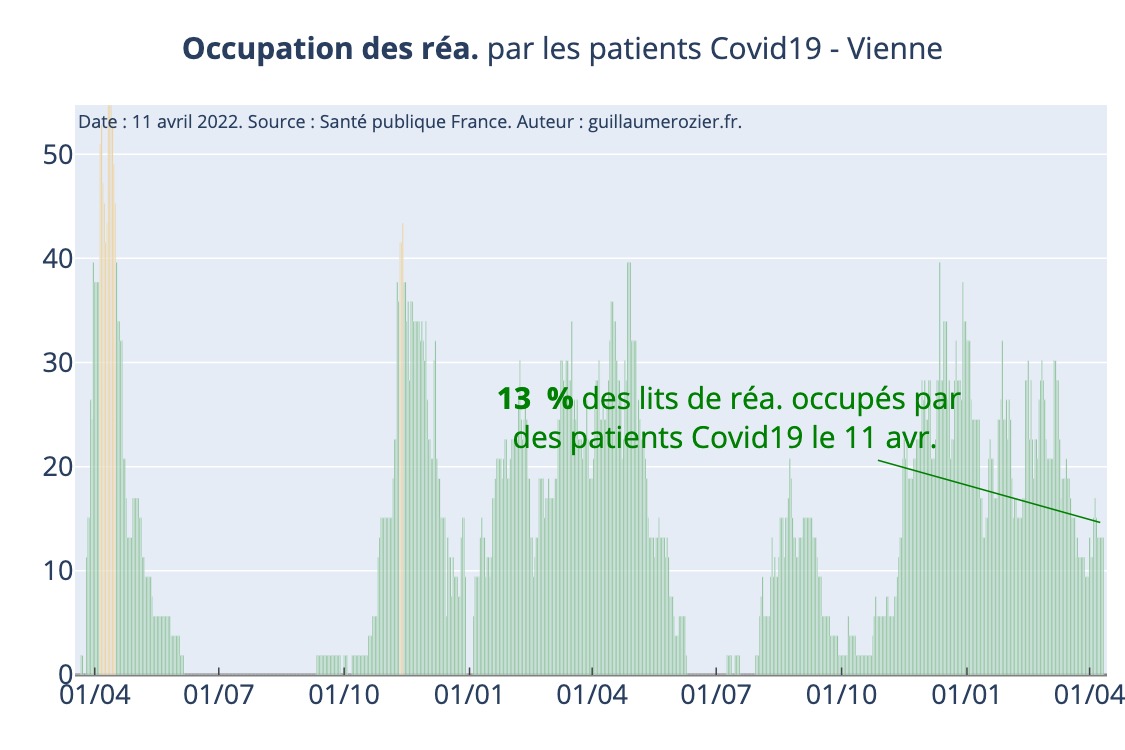 Occupation des réa. par les patients Covid19 - Vienne
Date : 11 avril 2022. Source : Santé publique France. Auteur : guillaumerozier.fr.
50
40
30
20
10
0
13 % des lits de réa. occupés par
des patients Covid19 le 11 avr.
01/04 01/07 01/10 01/01 01/04 01/07 01/10 01/01 01/04